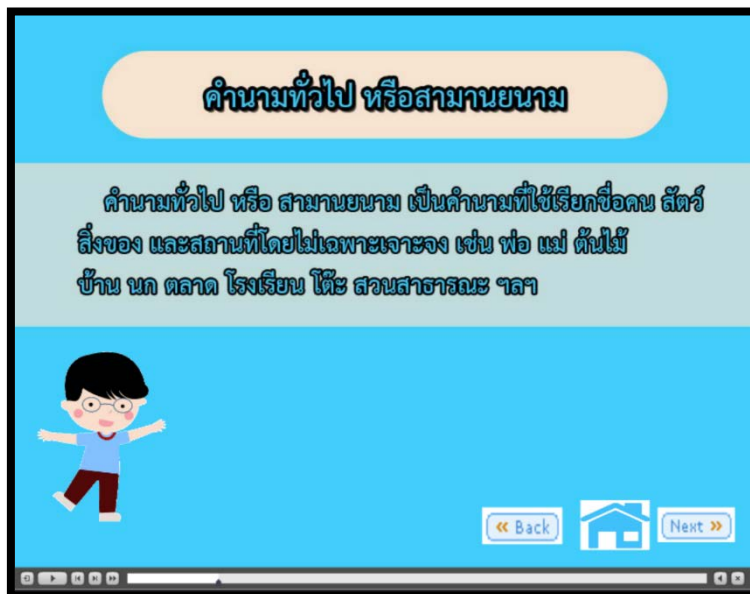 คำนามทั่วไป หรือสามานยนาม
คำนามทั่วไป หรือ สามานยนาม เป็นคำนามที่ใช้เรียกชื่อคน สัตว์
สิ่งของ และสถานที่โดยไม่เฉพาะเจาะจง เช่น พ่อ แม่ ต้นไม้
บ้าน นก ตลาด โรงเรียน โต๊ะ สวนสาธารณะ ฯลฯ
« Back
Next »